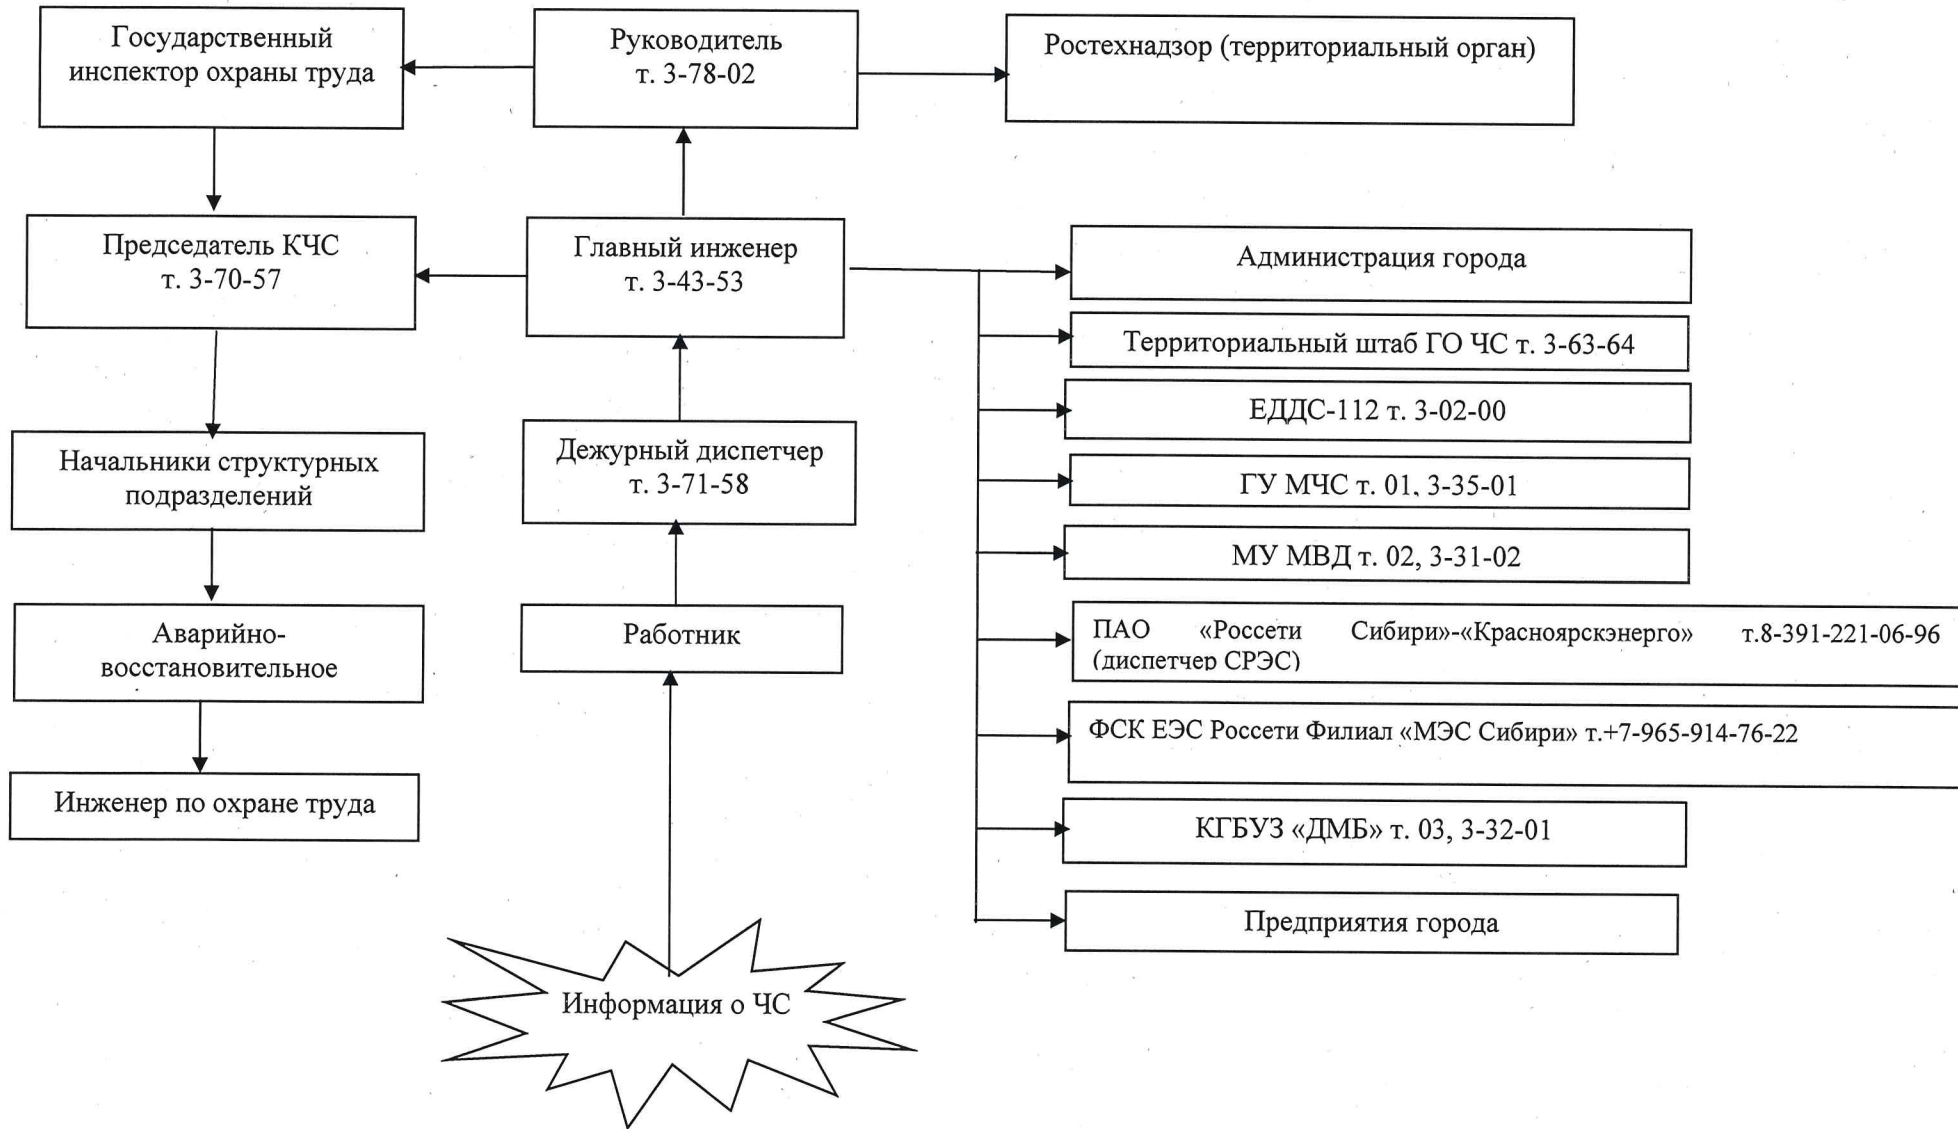 Государственный
инспектор охраны труда
Руководитель
т. 3-78-02
Ростехнадзор (территориальный орган)
Председатель КЧС
т. 3-70-57
Главный инженер
т. 3-43-53
Администрация города
Территориальный штаб ГО ЧС т. 3-63-64
ЕДДС-112 т. 3-02-00
Начальники структурных
подразделений
Дежурный диспетчер
т. 3-71-58
ГУ МЧС т. 01, 3-35-01
МУ МВД т. 02, 3-31-02
Аварийно-
восстановительное
Работник
ПАО «Россети Сибири»-«Красноярскэнерго» т.8-391-221-06-96
(диспетчер СРЭС)
ФСК ЕЭС Россети Филиал «МЭС Сибири» т.+7-965-914-76-22
Инженер по охране труда
КГБУЗ «ДМБ» т. 03, 3-32-01
Предприятия города
Информация о ЧС